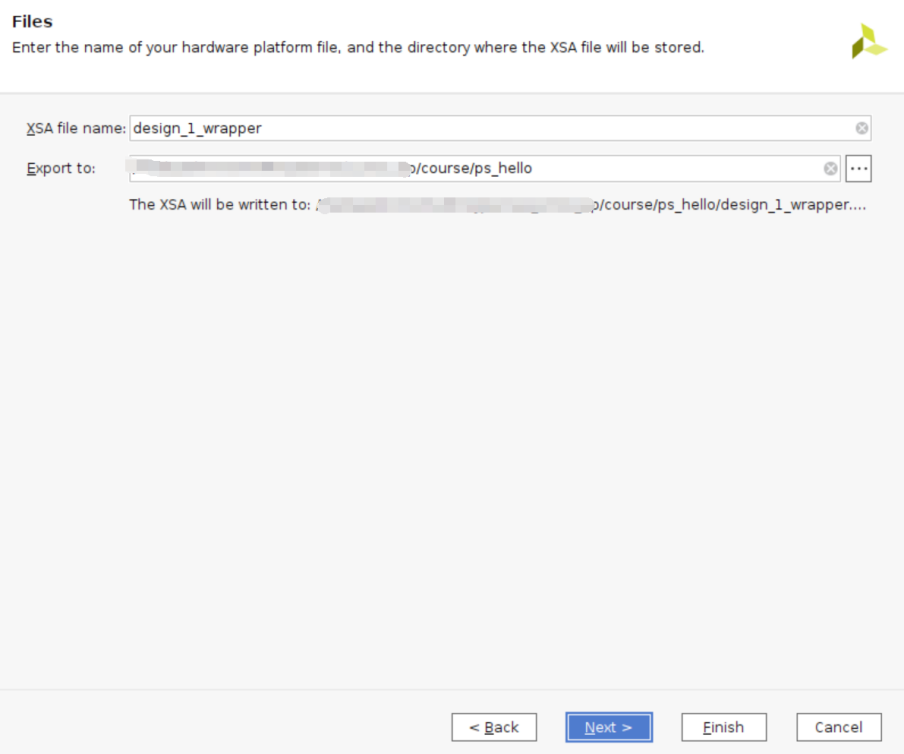 Files
Enter the name of your hardware platform file, and the directory where the XSA file will be stored.
XSA file name: design_1_wrapper
Export to: /course/ps_hello ...
The XSA will be written to: /course/ps_hello/design_1_wrapper....
< Back Next > Finish Cancel